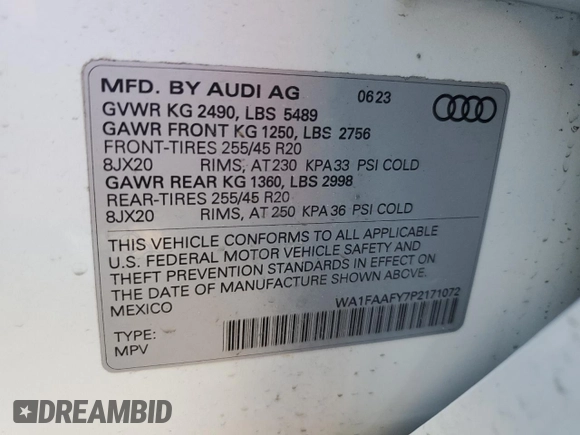 MFD. BY AUDI AG 06 23
GVWR KG 2490, LBS 5489
GAWR FRONT KG 1250, LBS 2756
FRONT-TIRES 255/45 R20
8JX20 RIMS, AT 230 KPA 33 PSI COLD
GAWR REAR KG 1360, LBS 2998
REAR-TIRES 255/45 R20
8JX20 RIMS, AT 250 KPA 36 PSI COLD
THIS VEHICLE CONFORMS TO ALL APPLICABLE
U.S. FEDERAL MOTOR VEHICLE SAFETY AND
THEFT PREVENTION STANDARDS IN EFFECT ON
DATE OF MANUFACTURE SHOWN ABOVE.
MEXICO
WA1FAAFY7P2171072
TYPE:
MPV
DREAMBID